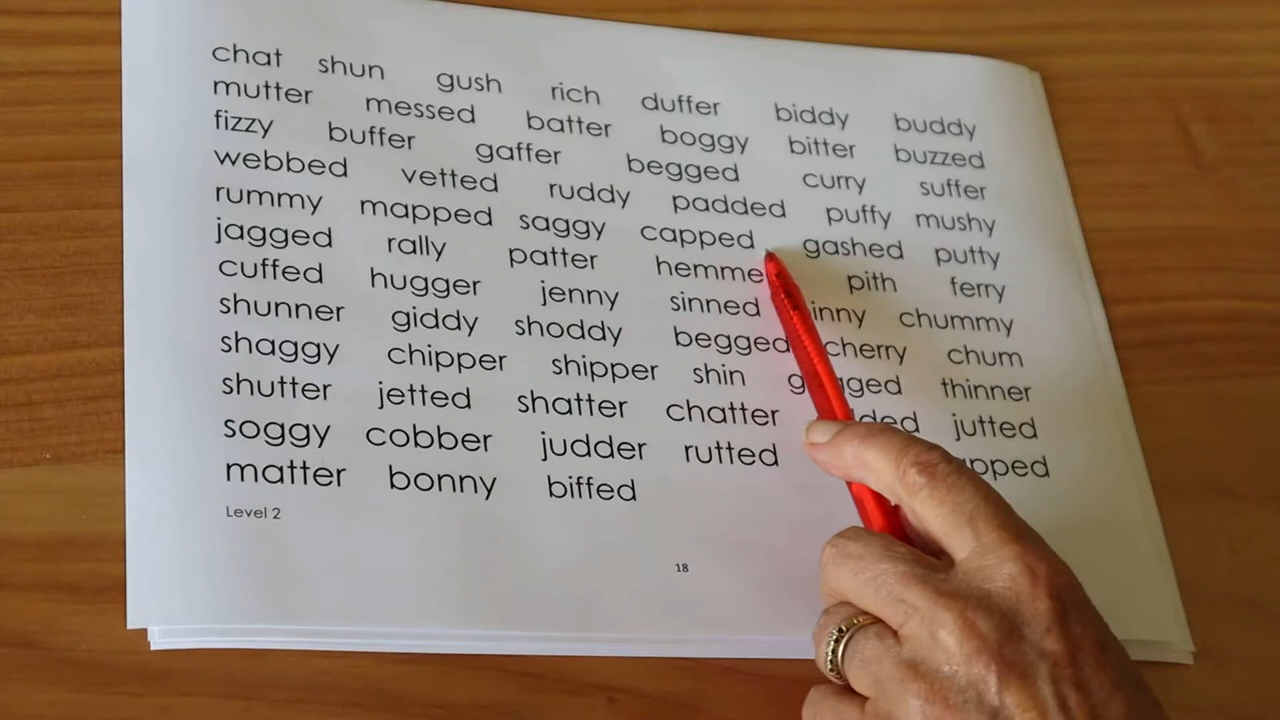 chat shun gush rich duffer biddy buddy
mutter messed batter boggy bitter buzzed
fizzy buffer gaffer begged curry suffer
webbed vetted ruddy padded puffy mushy
rummy mapped saggy capped gashed putty
jagged rally patter pith ferry
cuffed hugger jenny sinned chummy
shunner giddy shoddy begged cherry chum
shaggy chipper shipper shin thinner
shutter jetted shatter chatter jutted
soggy cobber judder rutted
matter bonny biffed
Level 2
18